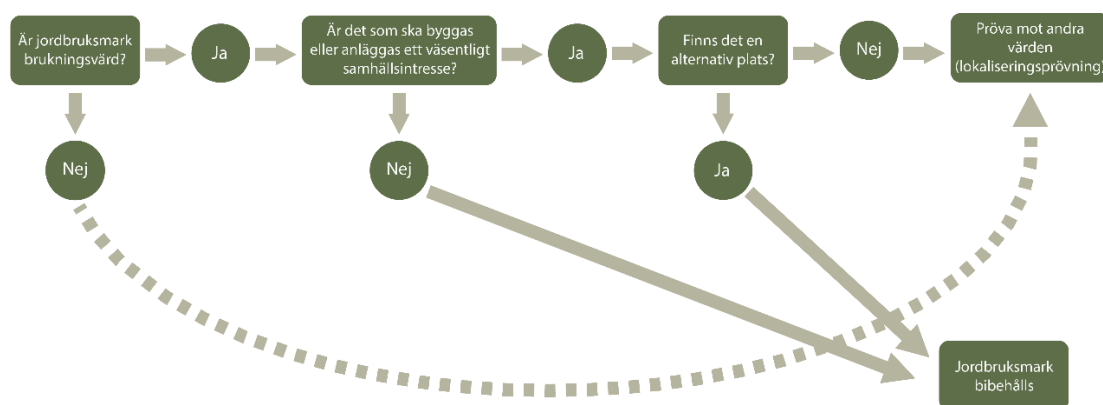 Är jordbruksmark
brukningsvärd?
Ja
Är det som ska byggas
eller anläggas ett väsentligt
samhällsintresse?
Ja
Finns det en
alternativ plats?
Nej
Pröva mot andra
värden
(lokaliseringsprövning)
Nej
Nej
Ja
Jordbruksmark
bibehålls